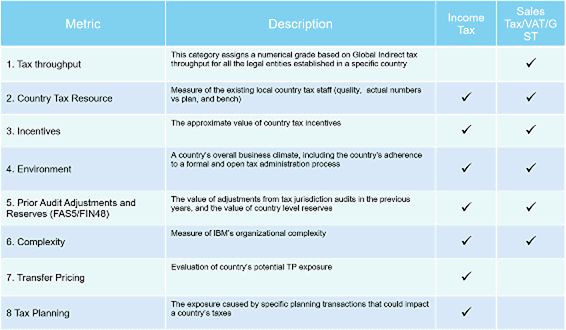 Metric
Description
Income
Tax
Sales
Tax/VAT/G
ST
1. Tax throughput
This category assigns a numerical grade based on Global Indirect tax
throughput for all the legal entities established in a specific country
✓
2. Country Tax Resource
Measure of the existing local country tax staff (quality, actual numbers
vs plan, and bench)
✓ ✓
3. Incentives
The approximate value of country tax incentives
✓ ✓
4. Environment
A country's overall business climate, including the country's adherence
to a formal and open tax administration process
✓ ✓
5. Prior Audit Adjustments and
Reserves (FAS5/FIN48)
The value of adjustments from tax jurisdiction audits in the previous
years, and the value of country level reserves
✓ ✓
6. Complexity
Measure of IBM's organizational complexity
✓ ✓
7. Transfer Pricing
Evaluation of country's potential TP exposure
✓
8 Tax Planning
The exposure caused by specific planning transactions that could impact
a country's taxes
✓